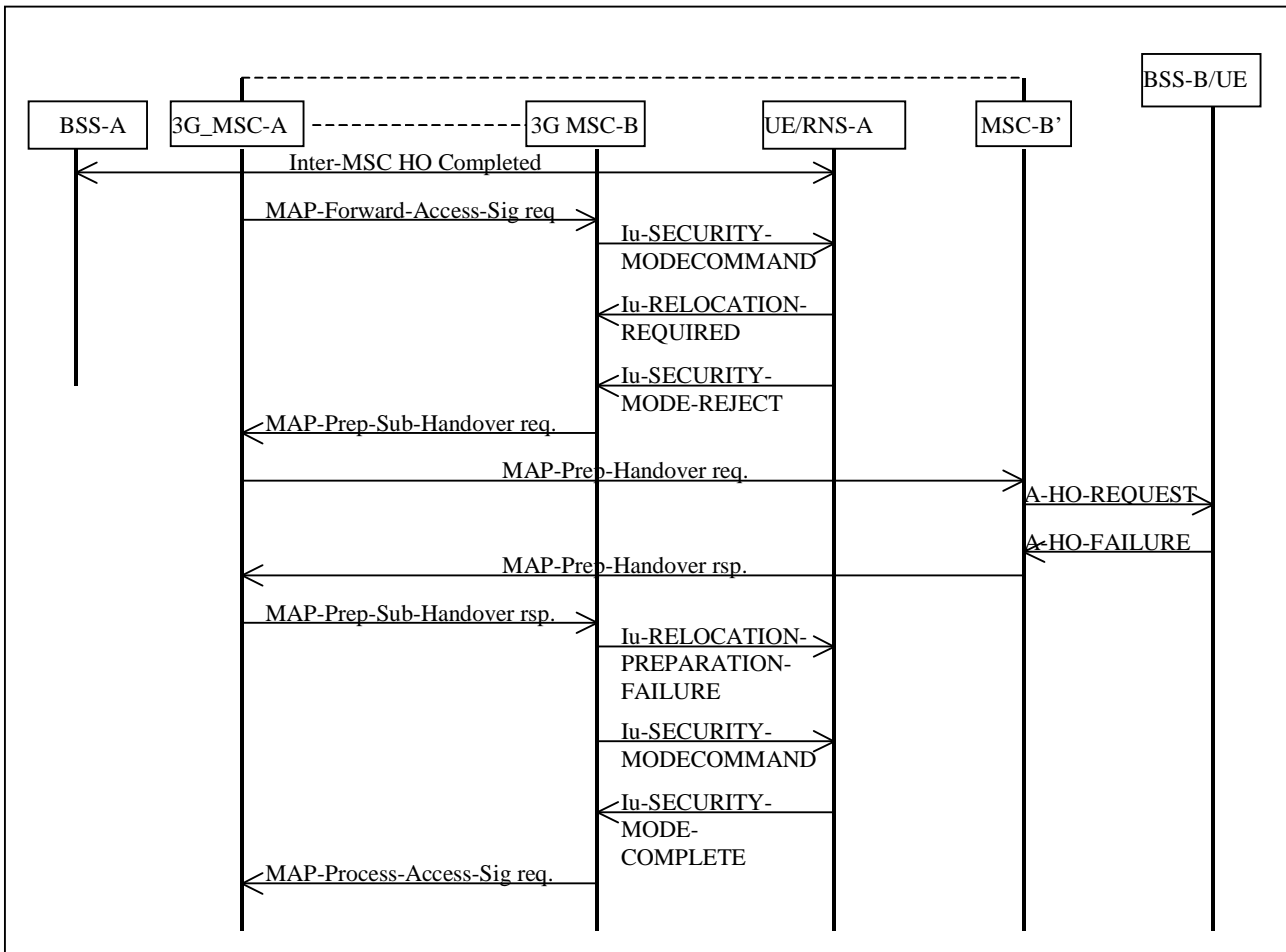 BSS-B/UE
BSS-A
3G_MSC-A
3G MSC-B
UE/RNS-A
MSC-B’
Inter-MSC HO Completed
MAP-Forward-Access-Sig req
Iu-SECURITY-
MODECOMMAND
Iu-RELOCATION-
REQUIRED
Iu-SECURITY-
MODE-REJECT
MAP-Prep-Sub-Handover req.
MAP-Prep-Handover req.
A-HO-REQUEST
A-HO-FAILURE
MAP-Prep-Handover rsp.
MAP-Prep-Sub-Handover rsp.
Iu-RELOCATION-
PREPARATION-
FAILURE
Iu-SECURITY-
MODECOMMAND
Iu-SECURITY-
MODE-
COMPLETE
MAP-Process-Access-Sig req.